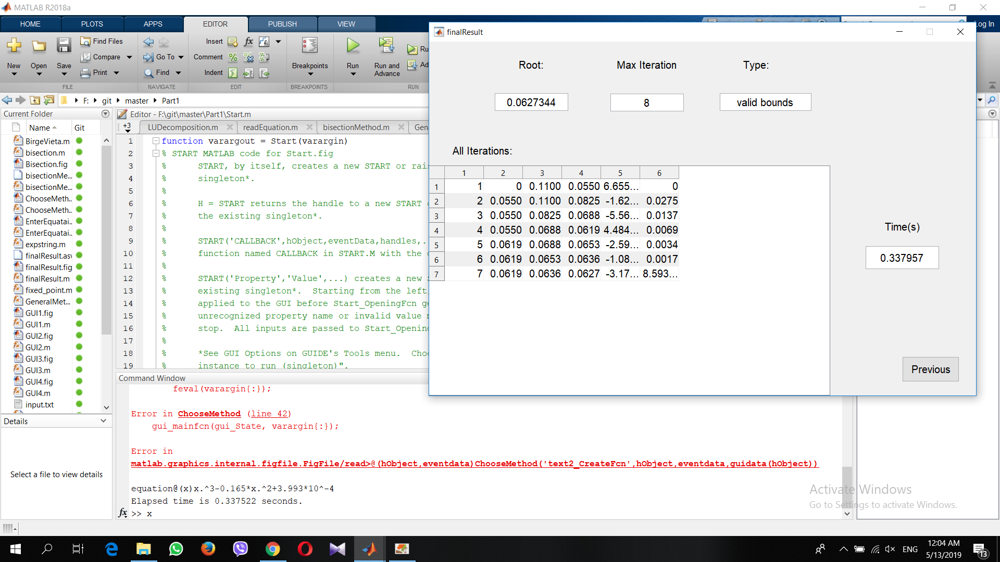 MATLAB R2018a
HOME PLOTS APPS EDITOR PUBLISH VIEW
Log In
New
Open
Save
Find Files
Compare
Print
FILE
Go To
Find
NAVIGATE
Insert
Comment
Indent
EDIT
Breakpoints
BREAKPOINTS
Run
Run and
Advance
RUN
F: git master Part1
Current Folder
Name Git
BirgeVieta.m
bisection.m
Bisection.fig
bisectionMe...
bisectionMe...
ChooseMeth...
ChooseMeth...
EnterEquatai...
EnterEquatai...
expstring.m
finalResult.asv
finalResult.fig
finalResult.m
fixed_point.m
GeneralMet...
GUI1.fig
GUI1.m
GUI2.fig
GUI2.m
GUI3.fig
GUI3.m
GUI4.fig
GUI4.m
input.txt
Details
Select a file to view details
Editor - F:\git\master\Part1\Start.m
+3 LUDecomposition.m readEquation.m bisectionMethod.m Gen
1 function varargout = Start(varargin)
2 % START MATLAB code for Start.fig
3 % START, by itself, creates a new START or rai
4 % singleton*.
5 %
6 % H = START returns the handle to a new START
7 % the existing singleton*.
8 %
9 % START('CALLBACK',hObject,eventData,handles,.
10 % function named CALLBACK in START.M with the
11 %
12 % START('Property','Value',...) creates a new
13 % existing singleton*. Starting from the left
14 % applied to the GUI before Start_OpeningFcn g
15 % unrecognized property name or invalid value
16 % stop. All inputs are passed to Start_Opening
17 %
18 % *See GUI Options on GUIDE's Tools menu. Choo
19 % instance to run (singleton)".
Command Window
feval(varargin{:});
Error in ChooseMethod (line 42)
gui_mainfcn(gui_State, varargin{:});
Error in
matlab.graphics.internal.figfile.FigFile/read>@(hObject,eventdata)ChooseMethod('text2_CreateFcn',hObject,eventdata,guidata(hObject))
equation@(x)x.^3-0.165*x.^2+3.993*10^-4
Elapsed time is 0.337522 seconds.
fx >> x
finalResult
Root: Max Iteration Type:
0.0627344 8 valid bounds
All Iterations:
1 2 3 4 5 6
1 1 0 0.1100 0.0550 6.655... 0
2 2 0.0550 0.1100 0.0825 -1.62... 0.0275
3 3 0.0550 0.0825 0.0688 -5.56... 0.0137
4 4 0.0550 0.0688 0.0619 4.484... 0.0069
5 5 0.0619 0.0688 0.0653 -2.59... 0.0034
6 6 0.0619 0.0653 0.0636 -1.08... 0.0017
7 7 0.0619 0.0636 0.0627 -3.17... 8.593...
Time(s)
0.337957
Previous
Activate Windows
Go to Settings to activate Windows.
ENG
12:04 AM
5/13/2019
13